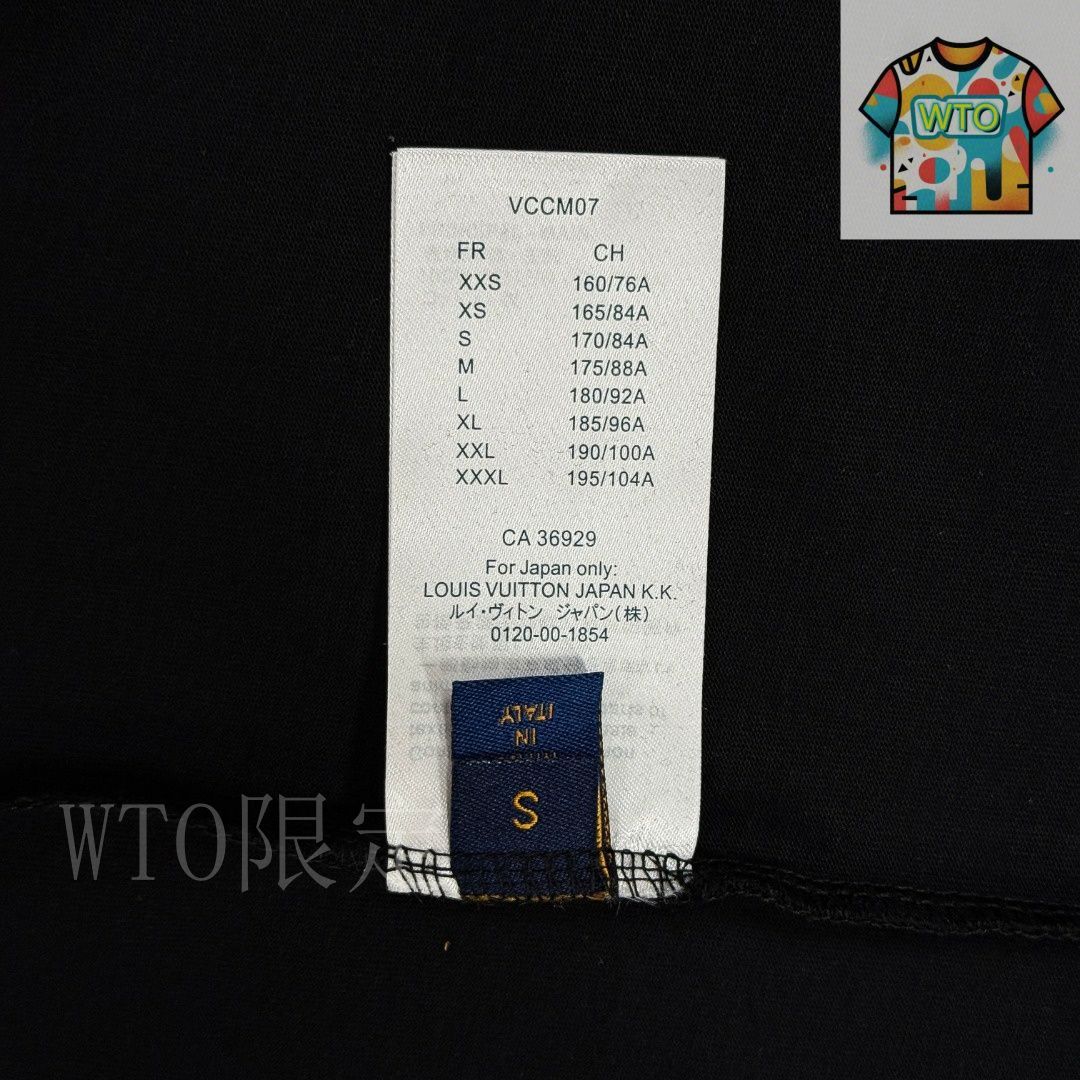 WTO
VCCM07
FR CH
XXS 160/76A
XS 165/84A
S 170/84A
M 175/88A
L 180/92A
XL 185/96A
XXL 190/100A
XXXL 195/104A
CA 36929
For Japan only:
LOUIS VUITTON JAPAN K.K.
ルイ・ヴィトン ジャパン(株)
0120-00-1854
IN
ITALY
S
WTO限定